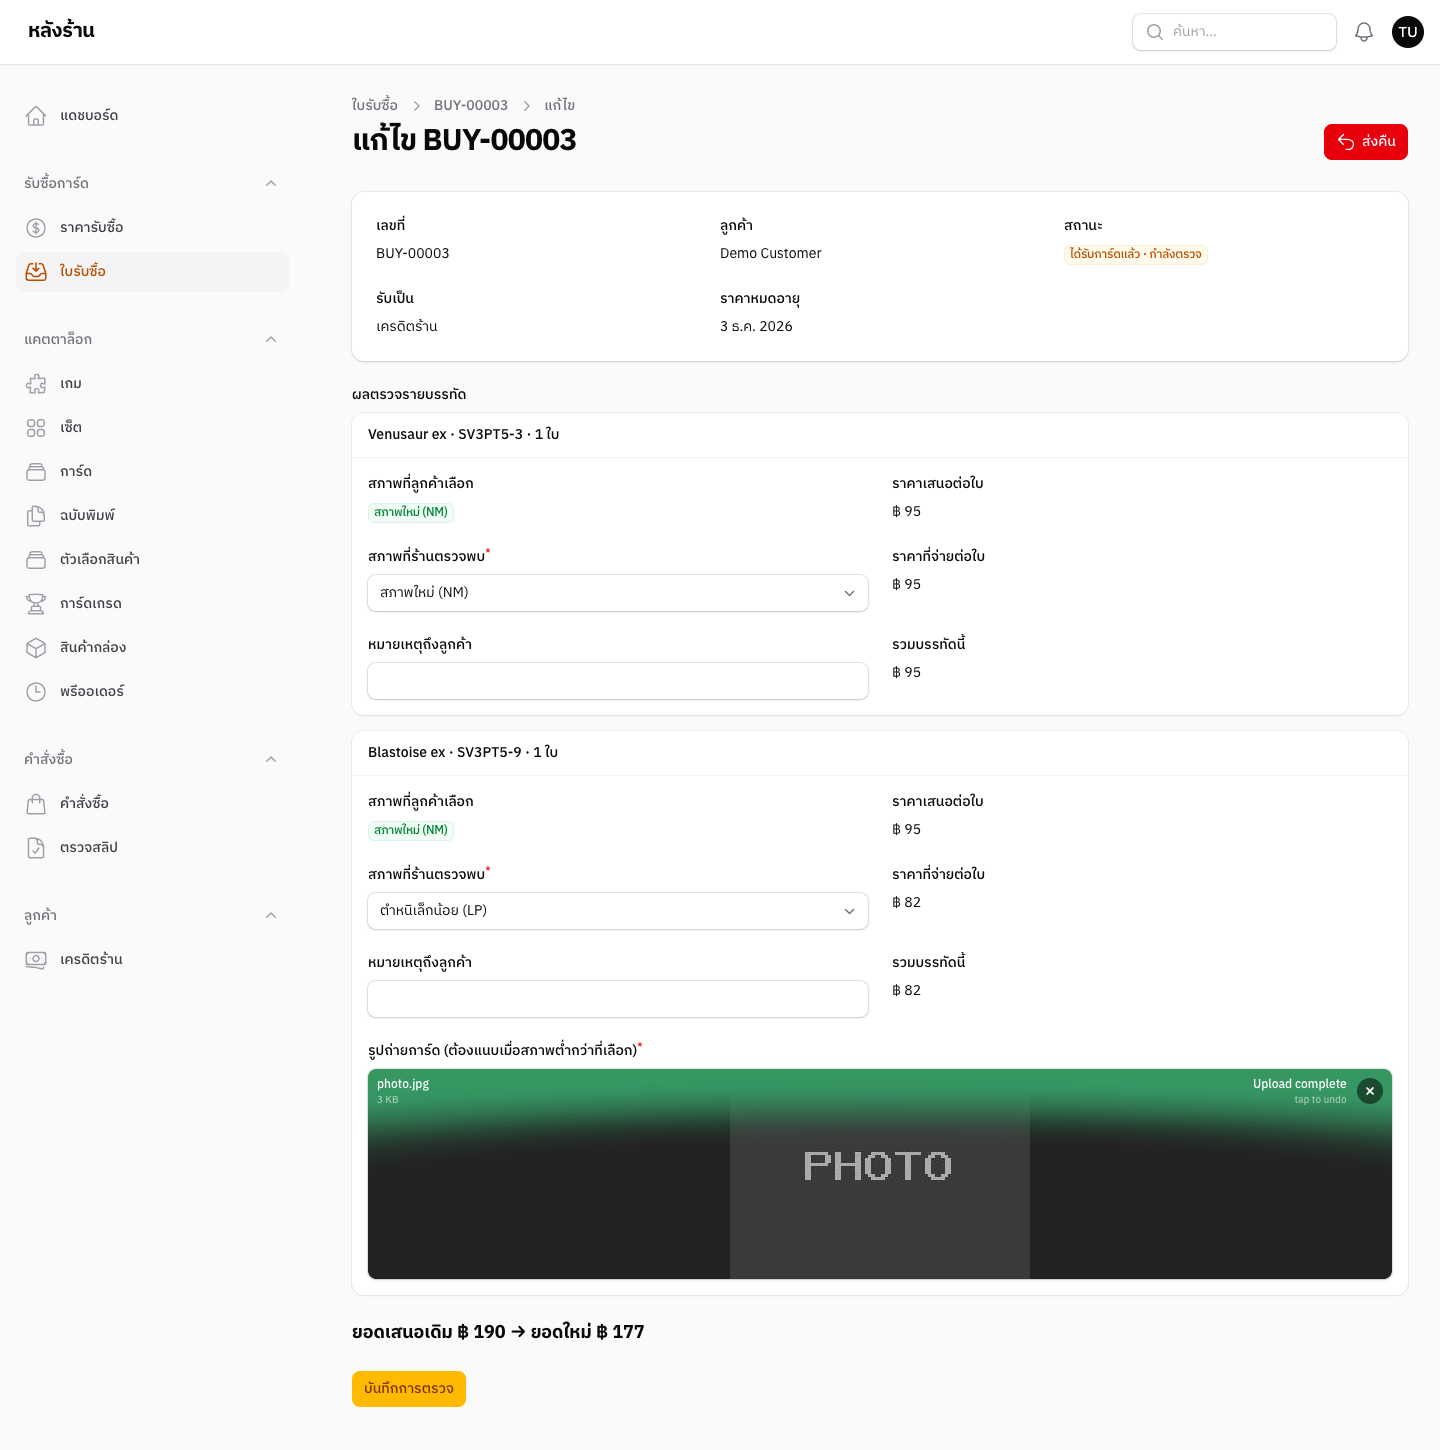 หลังร้าน
ค้นหา...
TU
แดชบอร์ด
รับซื้อการ์ด
ราคารับซื้อ
ใบรับซื้อ
แคตตาล็อก
เกม
เซ็ต
การ์ด
ฉบับพิมพ์
ตัวเลือกสินค้า
การ์ดเกรด
สินค้ากล่อง
พรีออเดอร์
คำสั่งซื้อ
คำสั่งซื้อ
ตรวจสลิป
ลูกค้า
เครดิตร้าน
ใบรับซื้อ > BUY-00003 > แก้ไข
แก้ไข BUY-00003
ส่งคืน
เลขที่
BUY-00003
ลูกค้า
Demo Customer
สถานะ
ได้รับการ์ดแล้ว · กำลังตรวจ
รับเป็น
เครดิตร้าน
ราคาหมดอายุ
3 ธ.ค. 2026
ผลตรวจรายบรรทัด
Venusaur ex · SV3PT5-3 · 1 ใบ
สภาพที่ลูกค้าเลือก
สภาพใหม่ (NM)
ราคาเสนอต่อใบ
฿ 95
สภาพที่ร้านตรวจพบ*
สภาพใหม่ (NM)
ราคาที่จ่ายต่อใบ
฿ 95
หมายเหตุถึงลูกค้า
รวมบรรทัดนี้
฿ 95
Blastoise ex · SV3PT5-9 · 1 ใบ
สภาพที่ลูกค้าเลือก
สภาพใหม่ (NM)
ราคาเสนอต่อใบ
฿ 95
สภาพที่ร้านตรวจพบ*
ตำหนิเล็กน้อย (LP)
ราคาที่จ่ายต่อใบ
฿ 82
หมายเหตุถึงลูกค้า
รวมบรรทัดนี้
฿ 82
รูปถ่ายการ์ด (ต้องแนบเมื่อสภาพต่ำกว่าที่เลือก)*
photo.jpg
3 KB
Upload complete
tap to undo
PHOTO
ยอดเสนอเดิม ฿ 190 → ยอดใหม่ ฿ 177
บันทึกการตรวจ